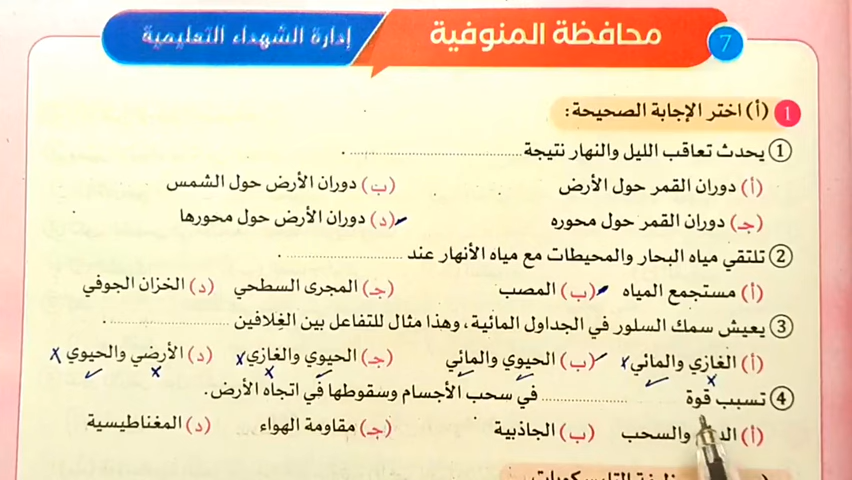 محافظة المنوفية إدارة الشهداء التعليمية
7
1 (أ) اختر الإجابة الصحيحة:
① يحدث تعاقب الليل والنهار نتيجة .................... .
(أ) دوران القمر حول الأرض (ب) دوران الأرض حول الشمس
(جـ) دوران القمر حول محوره (د) دوران الأرض حول محورها
② تلتقي مياه البحار والمحيطات مع مياه الأنهار عند .................... .
(أ) مستجمع المياه (ب) المصب (جـ) المجرى السطحي (د) الخزان الجوفي
③ يعيش سمك السلور في الجداول المائية، وهذا مثال للتفاعل بين الغِلافين .................... .
(أ) الغازي والمائي (ب) الحيوي والمائي (جـ) الحيوي والغازي (د) الأرضي والحيوي
④ تسبب قوة .................... في سحب الأجسام وسقوطها في اتجاه الأرض.
(أ) والسحب (ب) الجاذبية (جـ) مقاومة الهواء (د) المغناطيسية